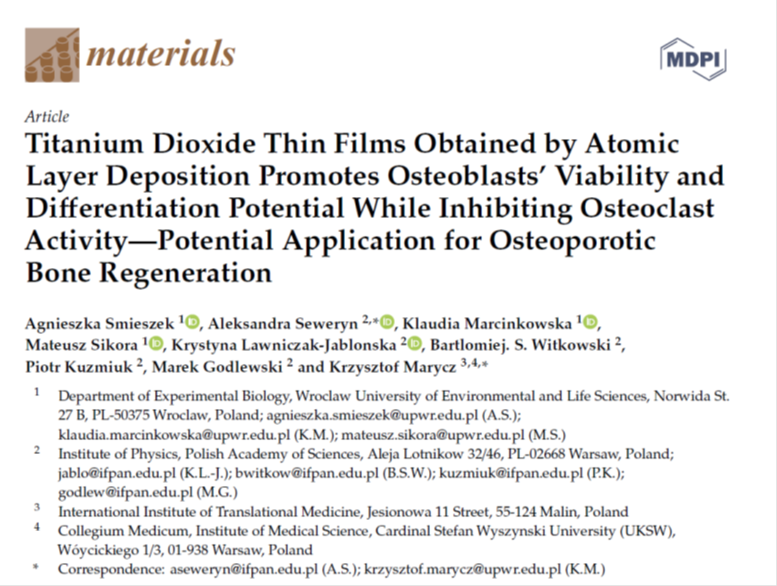 materials
MDPI
Article
Titanium Dioxide Thin Films Obtained by Atomic
Layer Deposition Promotes Osteoblasts’ Viability and
Differentiation Potential While Inhibiting Osteoclast
Activity—Potential Application for Osteoporotic
Bone Regeneration
Agnieszka Smieszek 1 iD, Aleksandra Seweryn 2,* iD, Klaudia Marcinkowska 1 iD,
Mateusz Sikora 1 iD, Krystyna Lawniczak-Jablonska 2 iD, Bartlomiej. S. Witkowski 2,
Piotr Kuzmiuk 2, Marek Godlewski 2 and Krzysztof Marycz 3,4,*
1 Department of Experimental Biology, Wroclaw University of Environmental and Life Sciences, Norwida St.
27 B, PL-50375 Wroclaw, Poland; agnieszka.smieszek@upwr.edu.pl (A.S.);
klaudia.marcinkowska@upwr.edu.pl (K.M.); mateusz.sikora@upwr.edu.pl (M.S.)
2 Institute of Physics, Polish Academy of Sciences, Aleja Lotnikow 32/46, PL-02668 Warsaw, Poland;
jablo@ifpan.edu.pl (K.L.-J.); bwitkow@ifpan.edu.pl (B.S.W.); kuzmiuk@ifpan.edu.pl (P.K.);
godlew@ifpan.edu.pl (M.G.)
3 International Institute of Translational Medicine, Jesionowa 11 Street, 55-124 Malin, Poland
4 Collegium Medicum, Institute of Medical Science, Cardinal Stefan Wyszynski University (UKSW),
Wóycickiego 1/3, 01-938 Warsaw, Poland
* Correspondence: aseweryn@ifpan.edu.pl (A.S.); krzysztof.marycz@upwr.edu.pl (K.M.)